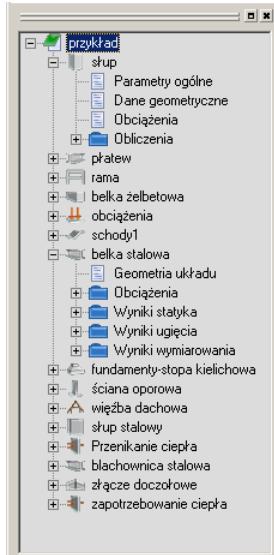 przykład
słup
Parametry ogólne
Dane geometryczne
Obciążenia
Obliczenia
płatew
rama
belka żelbetowa
obciążenia
schody1
belka stalowa
Geometria układu
Obciążenia
Wyniki statyka
Wyniki ugięcia
Wyniki wymiarowania
fundamenty-stopa kielichowa
ściana oporowa
więźba dachowa
słup stalowy
Przenikanie ciepła
blachownica stalowa
złącze doczołowe
zapotrzebowanie ciepła